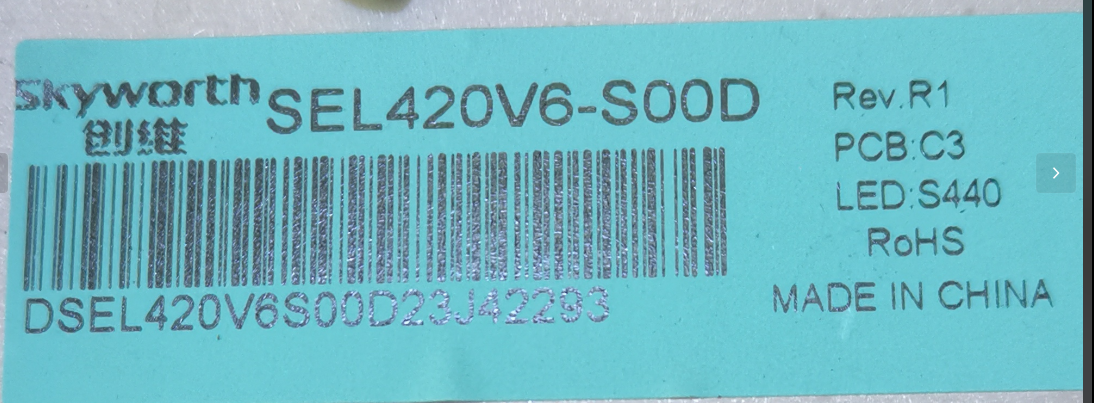 Skyworth
创维
SEL420V6-S00D
DSEL420V6S00D23J42293
Rev.R1
PCB:C3
LED:S440
RoHS
MADE IN CHINA